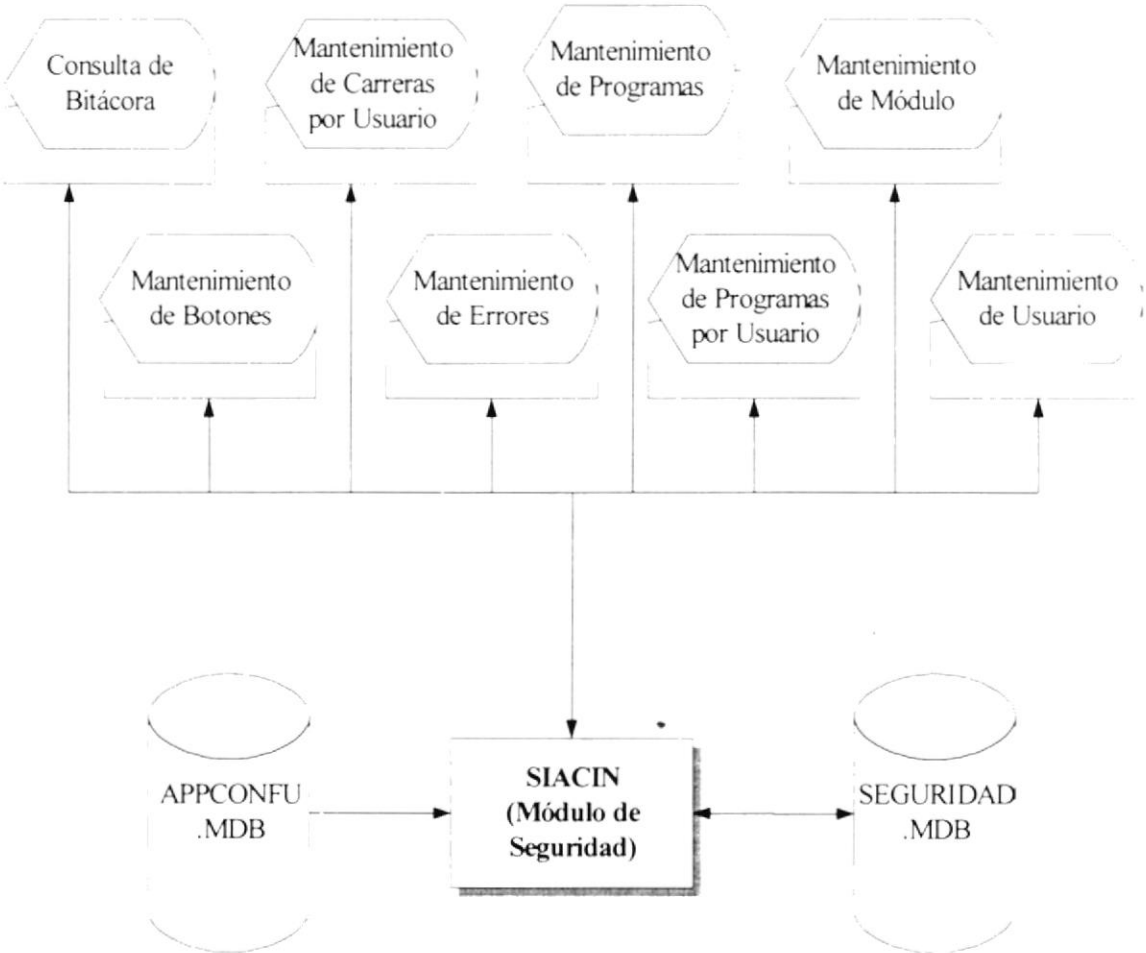 Consulta de
Bitácora
Mantenimiento
de Carreras
por Usuario
Mantenimiento
de Programas
Mantenimiento
de Módulo
Mantenimiento
de Botones
Mantenimiento
de Errores
Mantenimiento
de Programas
por Usuario
Mantenimiento
de Usuario
APPCONFU
.MDB
SIACIN
(Módulo de
Seguridad)
SEGURIDAD
.MDB